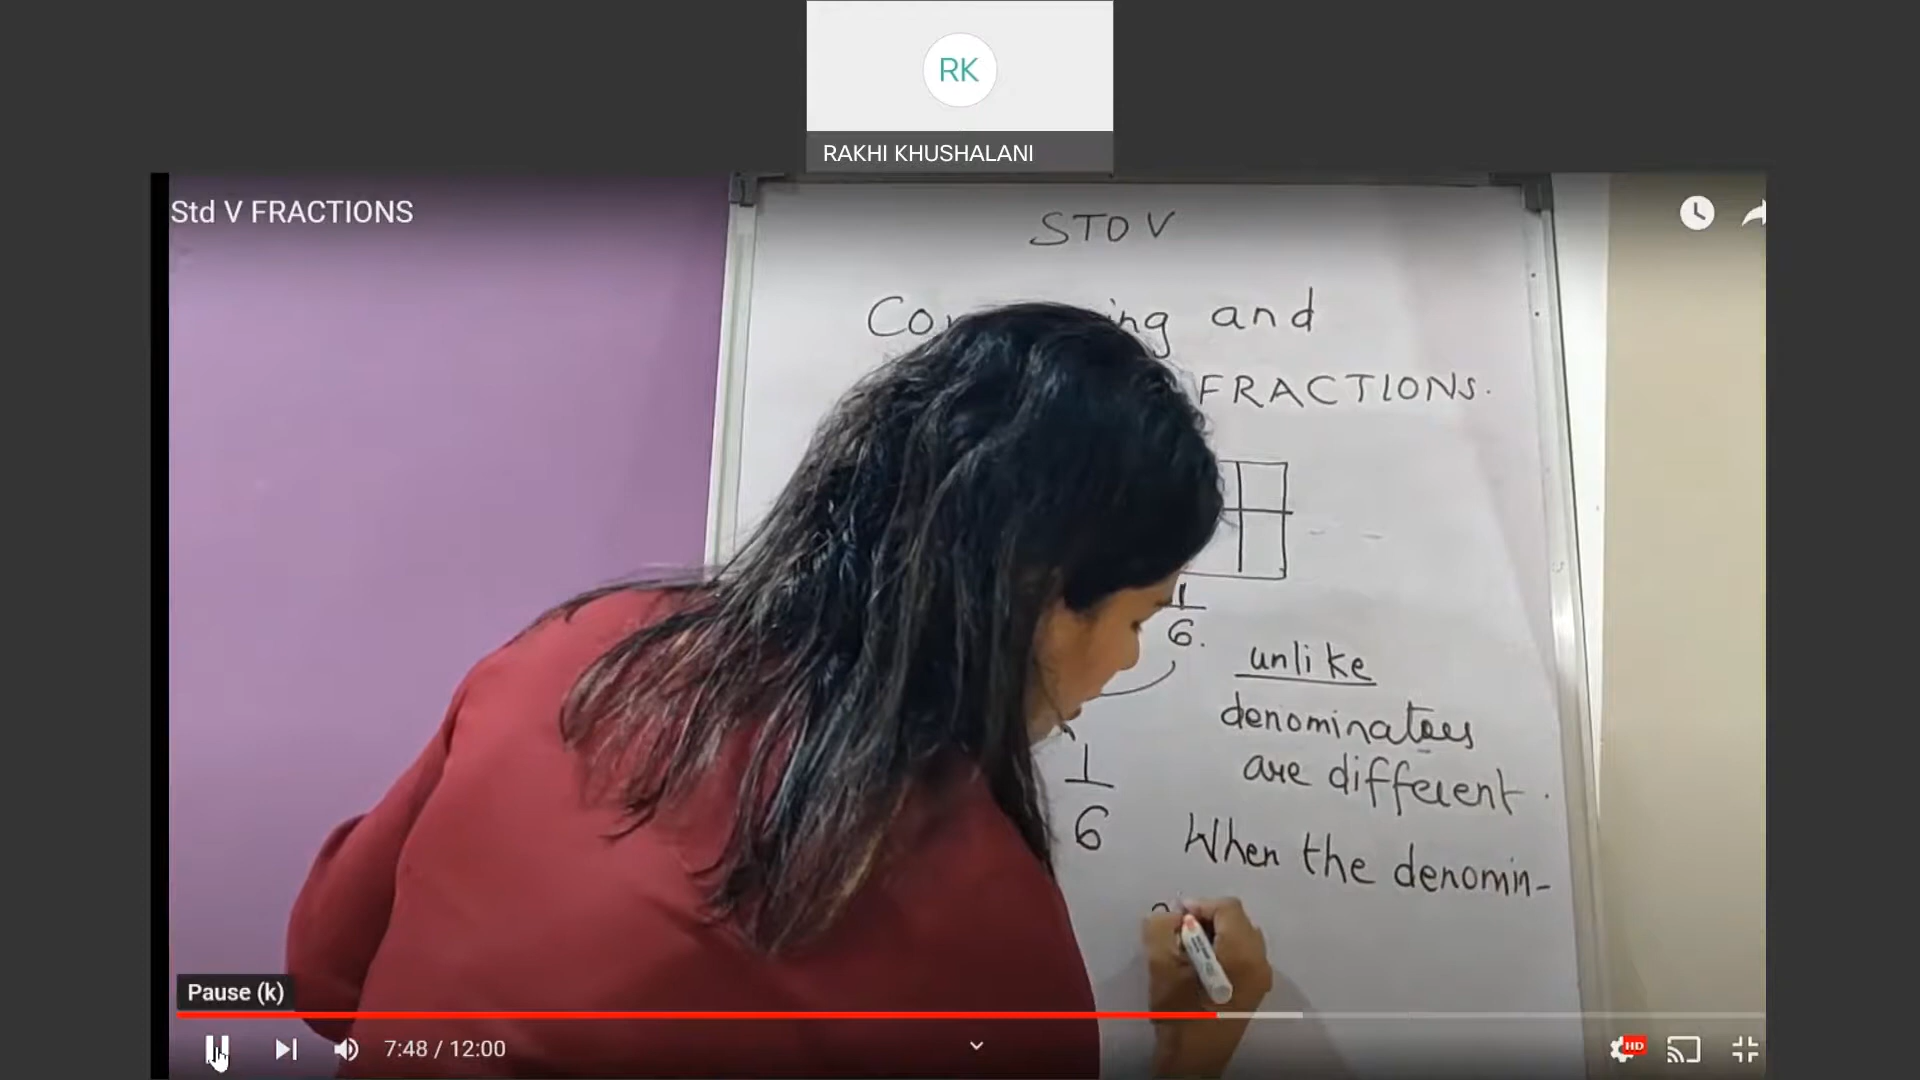 RK
RAKHI KHUSHALANI
Std V FRACTIONS
STD V
and
FRACTIONS.
1
6.
unlike
denominators
are different.
1
6
When the denomin-
Pause (k)
7:48 / 12:00
HD